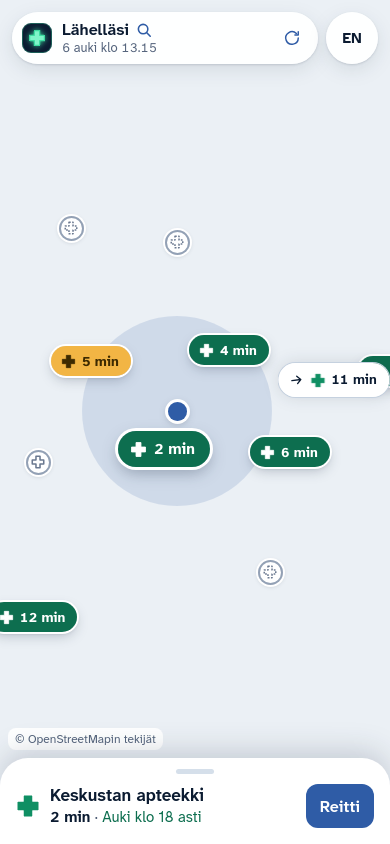 Lähelläsi
6 auki klo 13.15
EN
4 min
5 min
11 min
2 min
6 min
12 min
© OpenStreetMapin tekijät
Keskustan apteekki
2 min · Auki klo 18 asti
Reitti